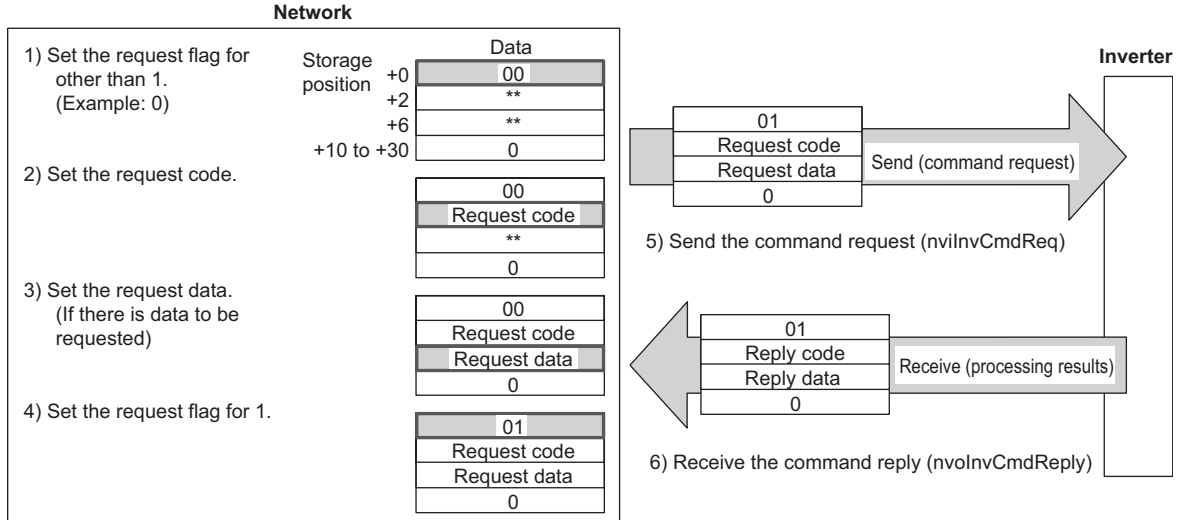 Network
1) Set the request flag for
other than 1.
(Example: 0)
Storage
position
Data
+0
00
+2
**
+6
**
+10 to +30
0
2) Set the request code.
00
Request code
**
0
3) Set the request data.
(If there is data to be
requested)
00
Request code
Request data
0
4) Set the request flag for 1.
01
Request code
Request data
0
Inverter
01
Request code
Request data
0
Send (command request)
5) Send the command request (nviInvCmdReq)
01
Reply code
Reply data
0
Receive (processing results)
6) Receive the command reply (nvoInvCmdReply)